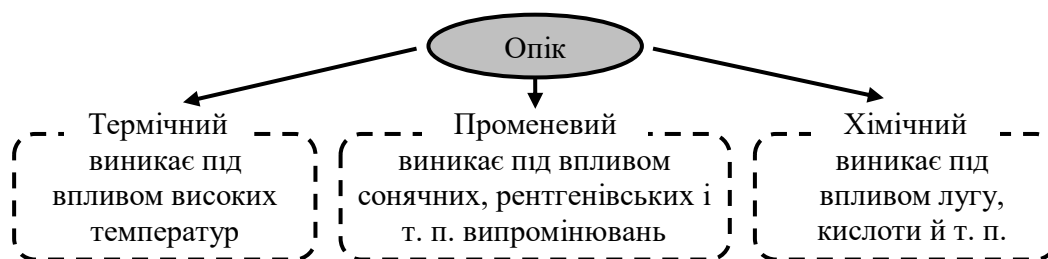 Опік
Термічний
виникає під
впливом високих
температур
Променевий
виникає під впливом
сонячних, рентгенівських і
т. п. випромінювань
Хімічний
виникає під
впливом лугу,
кислоти й т. п.